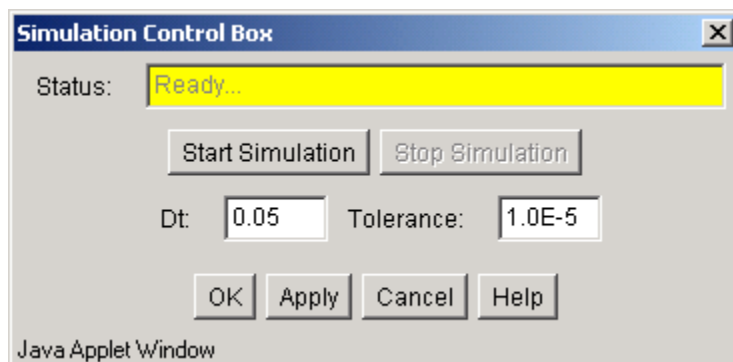 Simulation Control Box
Status: Ready...
Start Simulation Stop Simulation
Dt: 0.05 Tolerance: 1.0E-5
OK Apply Cancel Help
Java Applet Window